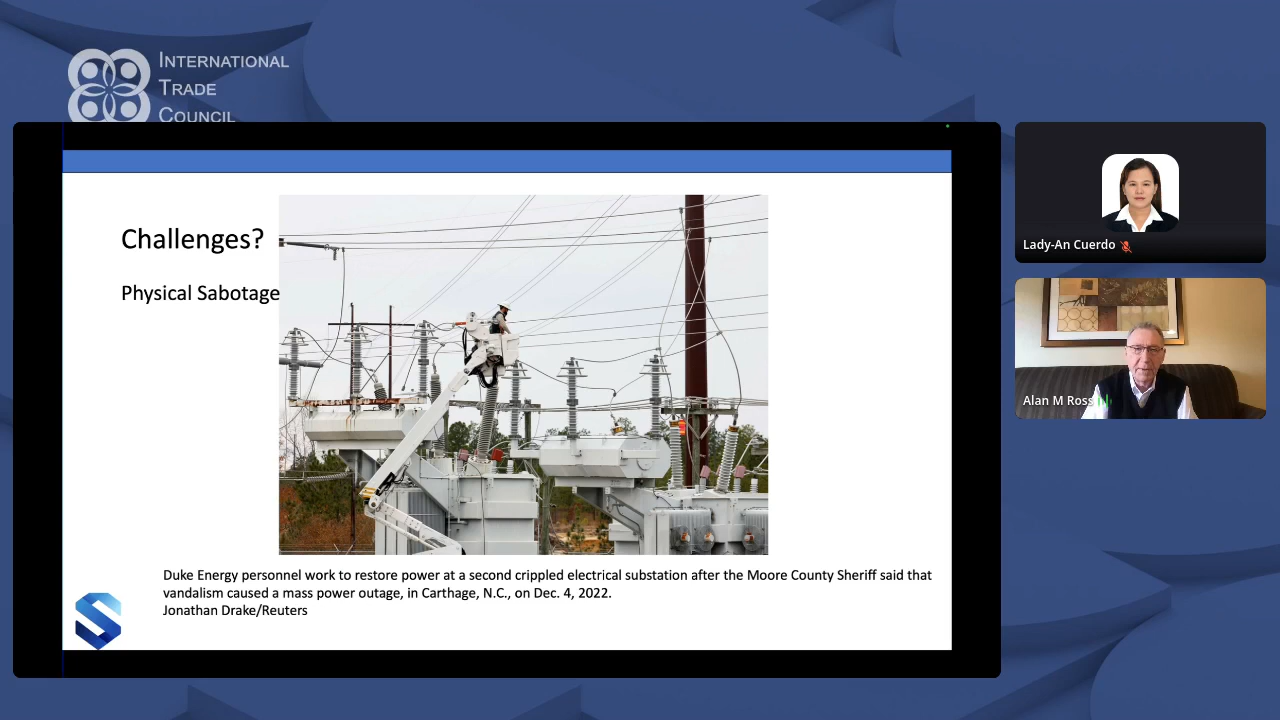 INTERNATIONAL
TRADE
COUNCIL
Challenges?
Physical Sabotage
Duke Energy personnel work to restore power at a second crippled electrical substation after the Moore County Sheriff said that
vandalism caused a mass power outage, in Carthage, N.C., on Dec. 4, 2022.
Jonathan Drake/Reuters
Lady-An Cuerdo
Alan M Ross